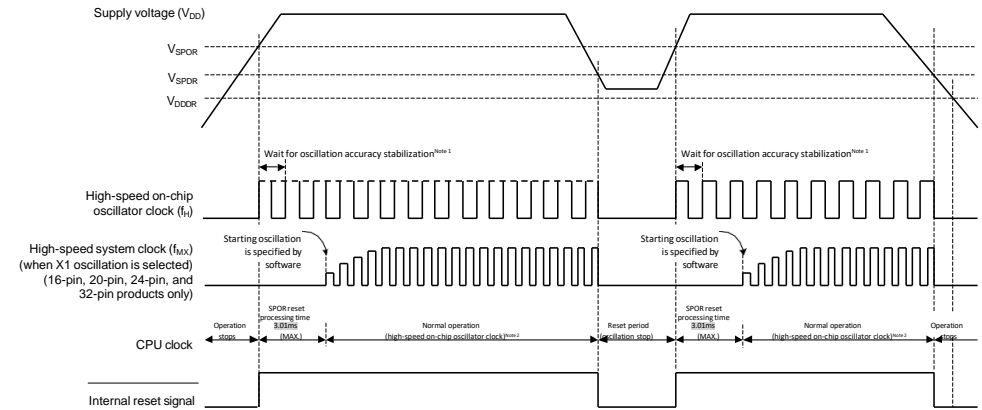 Supply voltage (VDD)
VSPOR
VSPDR
VDDDR
Wait for oscillation accuracy stabilizationNote 1
Wait for oscillation accuracy stabilizationNote 1
High-speed on-chip
oscillator clock (fIH)
High-speed system clock (fMX)
(when X1 oscillation is selected)
(16-pin, 20-pin, 24-pin, and
32-pin products only)
Starting oscillation
is specified by
software
Starting oscillation
is specified by
software
CPU clock
Operation
stops
SPOR reset
processing time
3.01ms
(MAX.)
Normal operation
(high-speed on-chip oscillator clock)Note 2
Reset period
(oscillation stop)
SPOR reset
processing time
3.01ms
(MAX.)
Normal operation
(high-speed on-chip oscillator clock)Note 2
Operation
stops
Internal reset signal